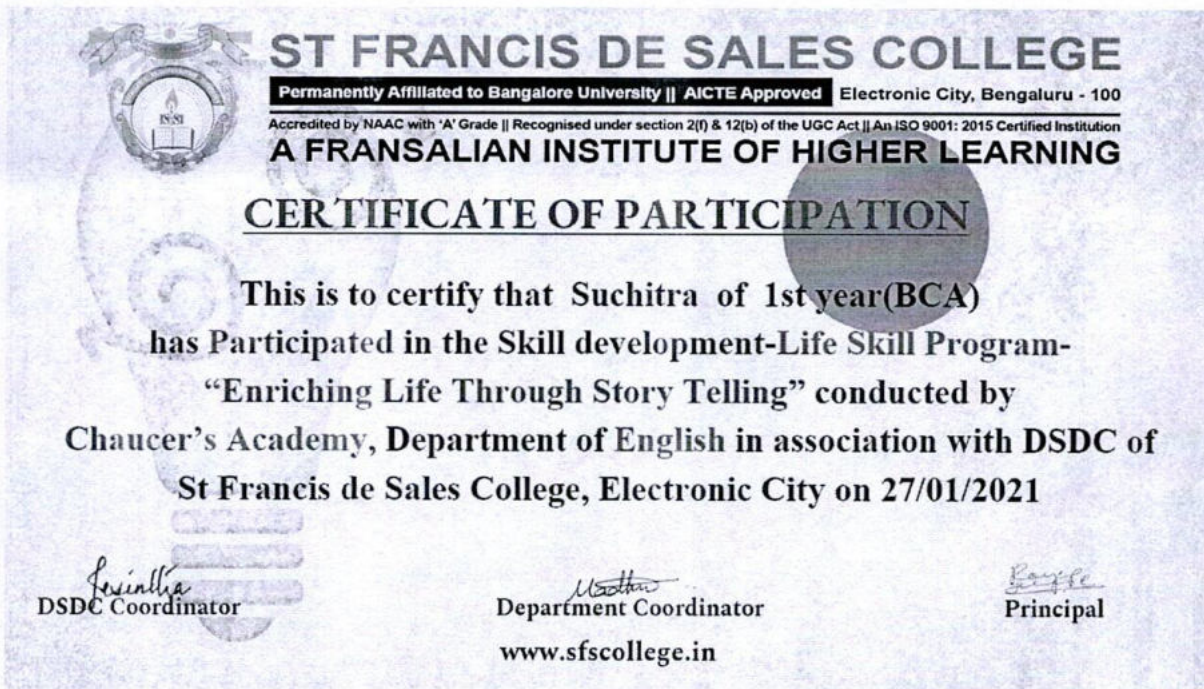 ST FRANCIS DE SALES COLLEGE
Permanently Affiliated to Bangalore University || AICTE Approved Electronic City, Bengaluru - 100
Accredited by NAAC with 'A' Grade || Recognised under section 2(f) & 12(b) of the UGC Act || An ISO 9001: 2015 Certified Institution
A FRANSALIAN INSTITUTE OF HIGHER LEARNING
CERTIFICATE OF PARTICIPATION
This is to certify that Suchitra of 1st year(BCA)
has Participated in the Skill development-Life Skill Program-
“Enriching Life Through Story Telling” conducted by
Chaucer's Academy, Department of English in association with DSDC of
St Francis de Sales College, Electronic City on 27/01/2021
DSDC Coordinator Department Coordinator Principal
www.sfscollege.in